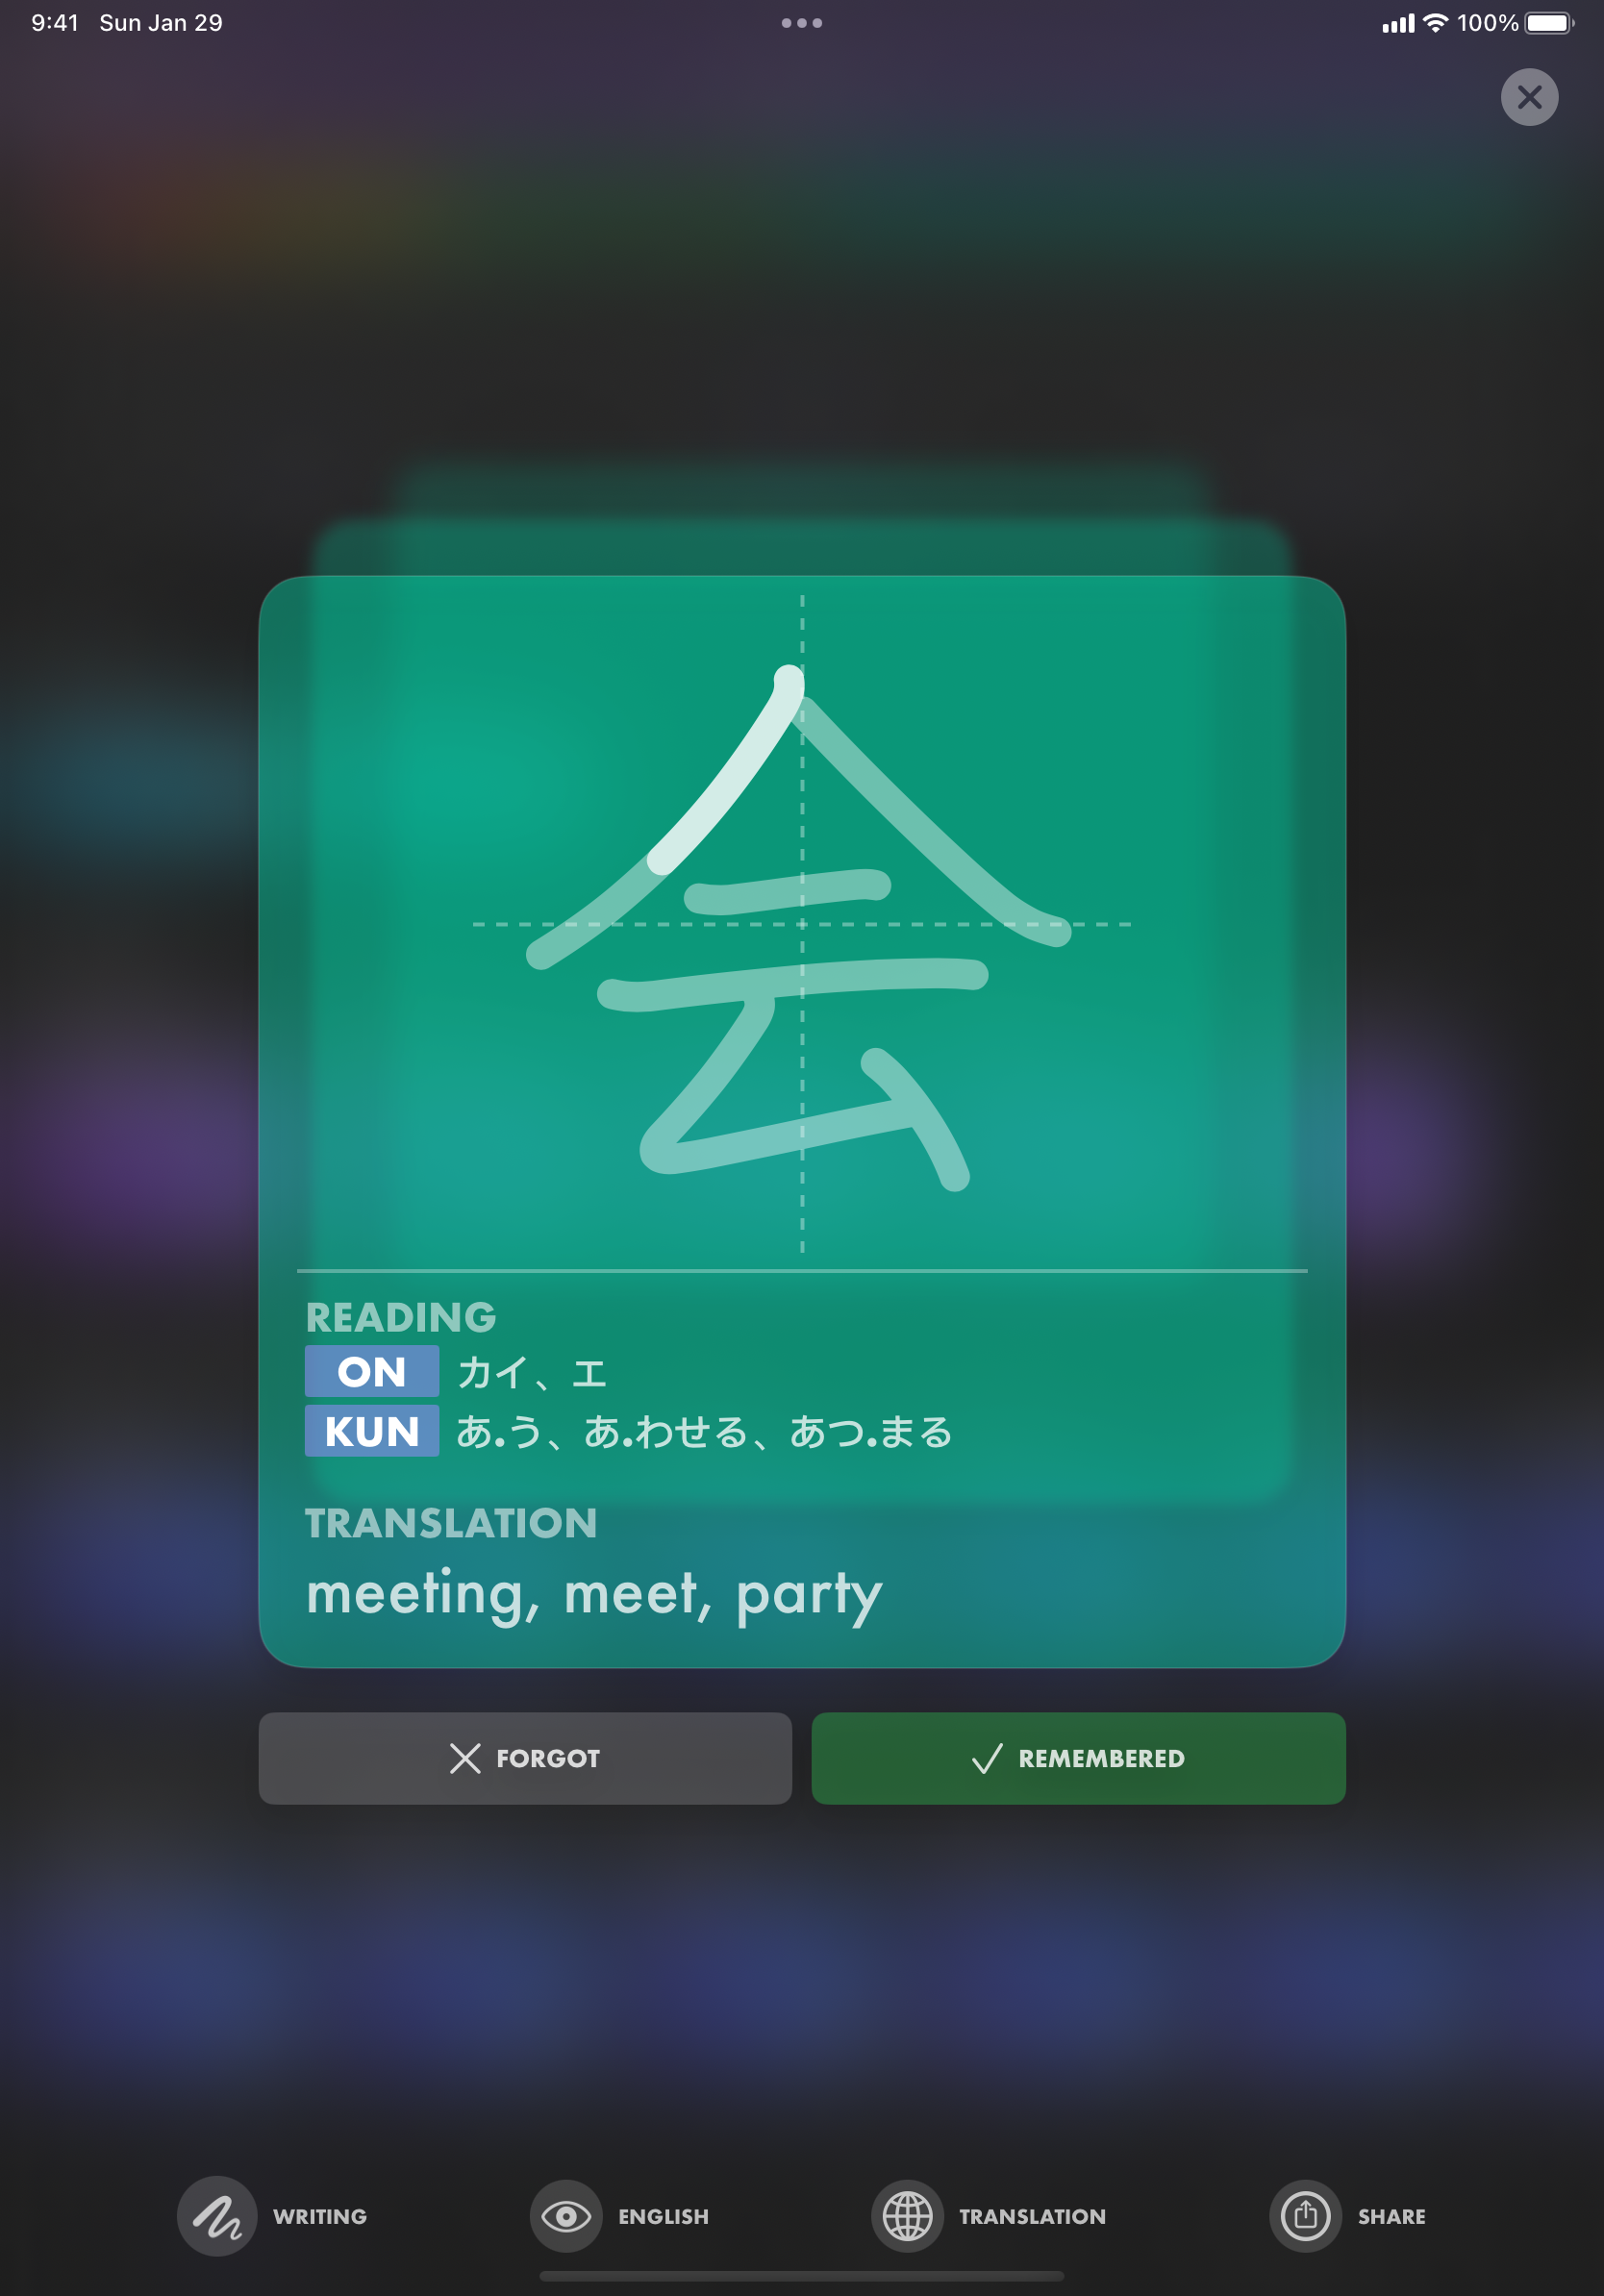 9:41 Sun Jan 29 100%
会
READING
ON カイ、エ
KUN あ.う、あ.わせる、あつ.まる
TRANSLATION
meeting, meet, party
FORGOT REMEMBERED
WRITING ENGLISH TRANSLATION SHARE